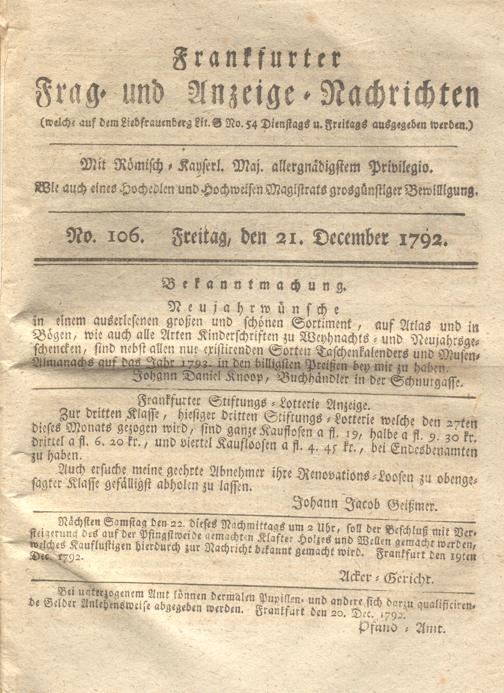 Frankfurter
Frag- und Anzeige-Nachrichten
(welche auf dem Liebfrauenberg Lit. G No. 54 Dienstags u. Freitags ausgegeben werden.)
Mit Römisch-Kayserl. Maj. allergnädigstem Privilegio.
Wie auch eines Hochedlen und Hochweisen Magistrats grosgünstiger Bewilligung.
No. 106. Freitag, den 21. December 1792.
Bekanntmachung.
Neujahrwünsche
in einem auserlesenen großen und schönen Sortiment, auf Atlas und in
Bögen, wie auch alle Arten Kinderschriften zu Weyhnachts- und Neujahrsge-
schencken, sind nebst allen nur existirenden Sorten Taschenkalenders und Musen-
Almanachs auf das Jahr 1793. in den billigsten Preißen bey mir zu haben.
Johann Daniel Knoop, Buchhändler in der Schnurgasse.
Frankfurter Stiftungs-Lotterie Anzeige.
Zur dritten Klasse, hiesiger dritten Stiftungs-Lotterie welche den 27ten
dieses Monats gezogen wird, sind ganze Kauflosen a fl. 19, halbe a fl. 9. 30 kr.
drittel a fl. 6. 20 kr., und viertel Kaufloosen a fl. 4. 45 kr., bei Endesbenamten
zu haben.
Auch ersuche meine geehrte Abnehmer ihre Renovations-Loosen zu obenge-
sagter Klasse gefälligst abholen zu lassen.
Johann Jacob Geißmer.
Nächsten Samstag den 22. dieses Nachmittags um 2 Uhr, soll der Beschluß mit Ver-
steigerung des auf der Pfingstweide gemachten Klafter Holzes und Wellen gemacht werden,
welches Kauflustigen hierdurch zur Nachricht bekannt gemacht wird. Frankfurt den 19ten
Dec. 1792.
Acker-Gericht.
Bei unterzogenem Amt können dermalen Pupillen- und andere sich darzu qualificiren-
de Gelder Anlehensweise abgegeben werden. Frankfurt den 20. Dec. 1792.
Pfand-Amt.